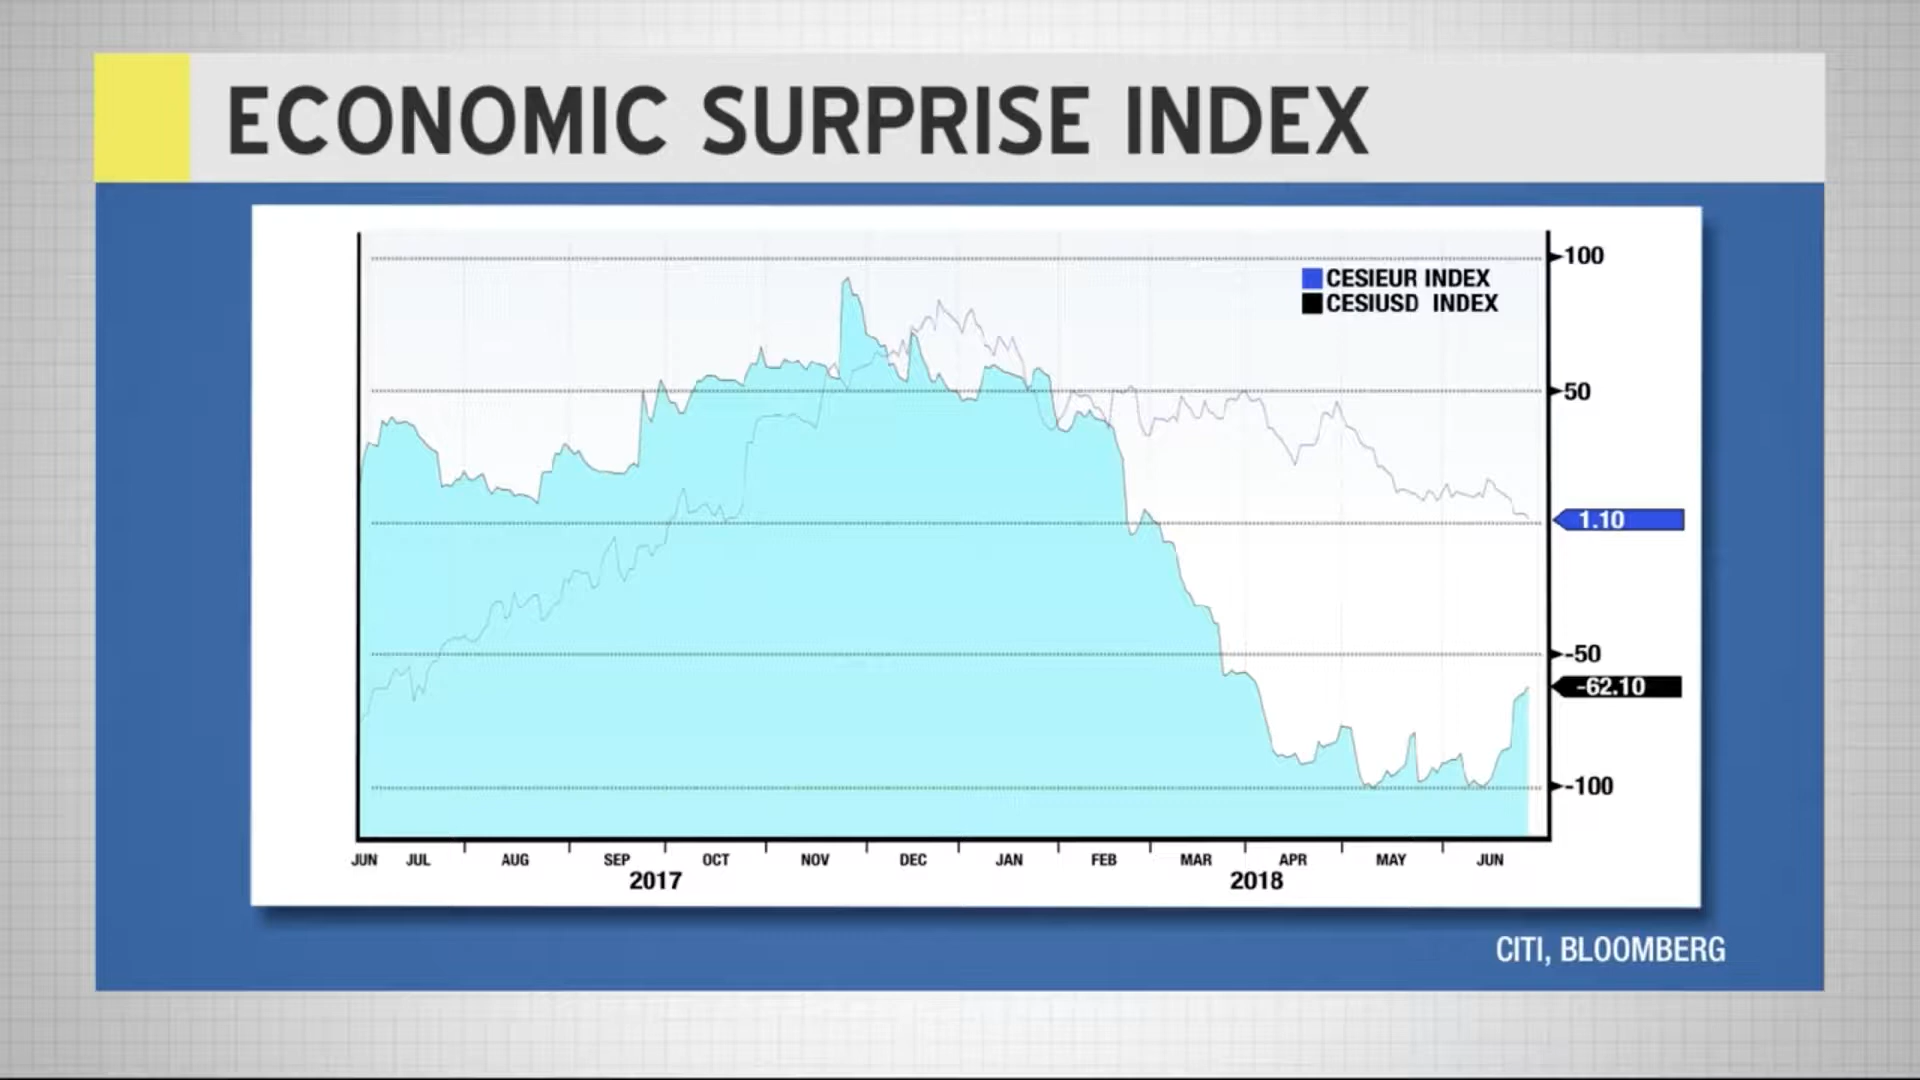 ECONOMIC SURPRISE INDEX
100
CESIEUR INDEX
CESIUSD INDEX
50
1.10
-50
-62.10
-100
JUN JUL AUG SEP OCT NOV DEC JAN FEB MAR APR MAY JUN
2017 2018
CITI, BLOOMBERG